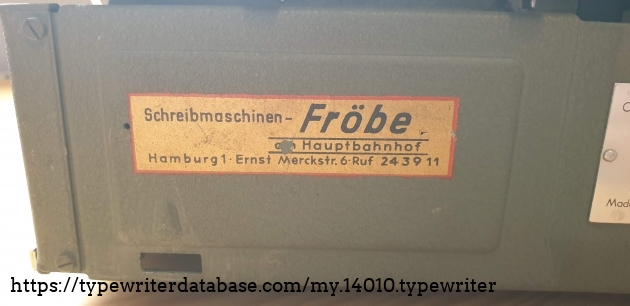 Schreibmaschinen- Fröbe
am Hauptbahnhof
Hamburg 1 · Ernst Merckstr. 6 · Ruf 24 39 11
https://typewriterdatabase.com/my.14010.typewriter